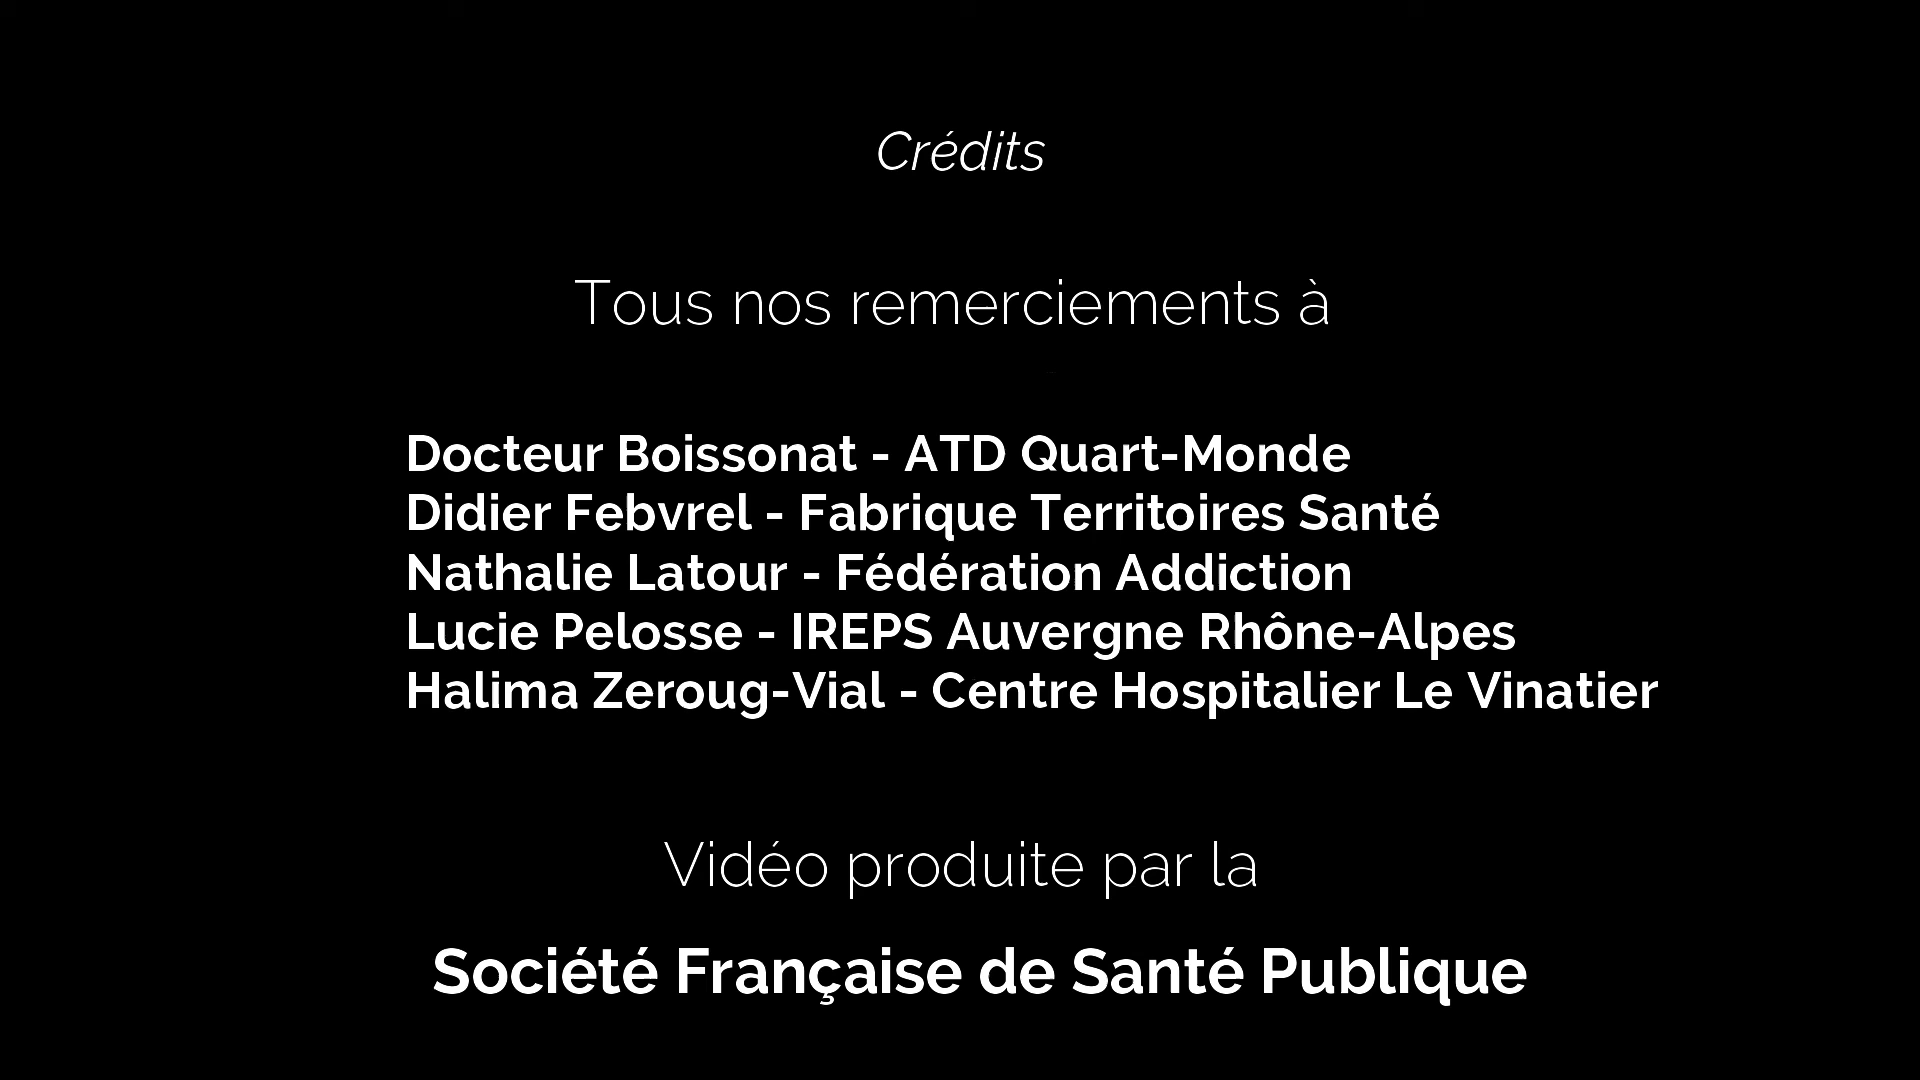 Crédits
Tous nos remerciements à
Docteur Boissonat - ATD Quart-Monde
Didier Febvrel - Fabrique Territoires Santé
Nathalie Latour - Fédération Addiction
Lucie Pelosse - IREPS Auvergne Rhône-Alpes
Halima Zeroug-Vial - Centre Hospitalier Le Vinatier
Vidéo produite par la
Société Française de Santé Publique